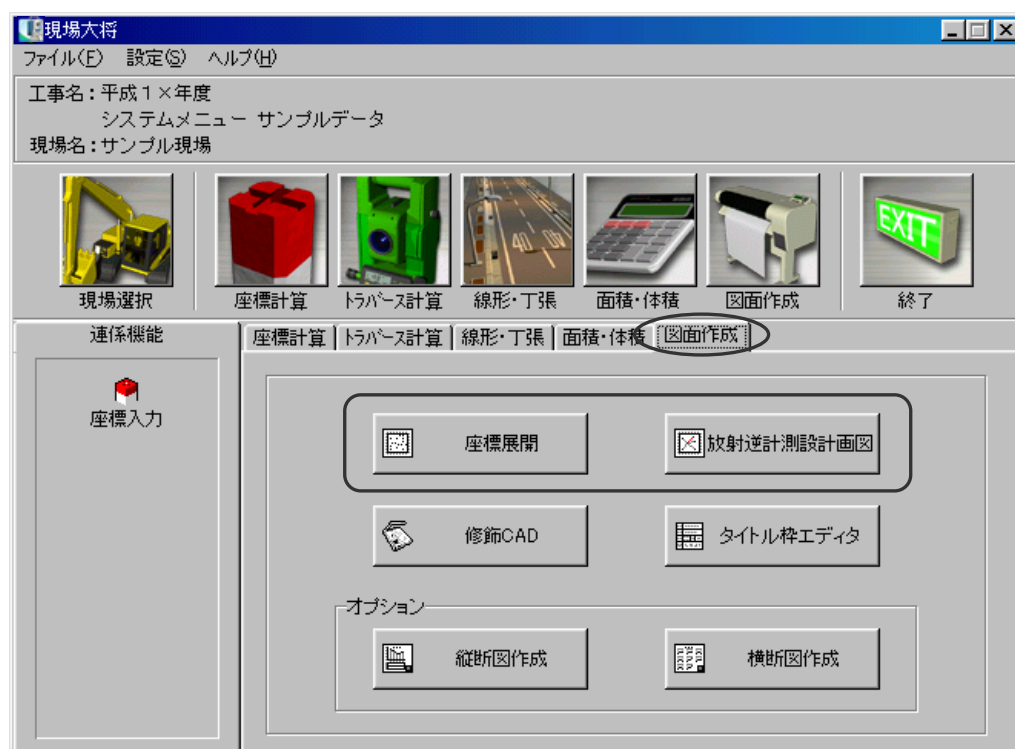 現場大将
ファイル(F) 設定(S) ヘルプ(H)
工事名：平成１×年度
システムメニュー サンプルデータ
現場名：サンプル現場
EXIT
現場選択 座標計算 トラバース計算 線形・丁張 面積・体積 図面作成 終了
連係機能
座標計算 トラバース計算 線形・丁張 面積・体積 図面作成
座標入力
座標展開 放射逆計測設計画図
修飾CAD タイトル枠エディタ
オプション
縦断図作成 横断図作成